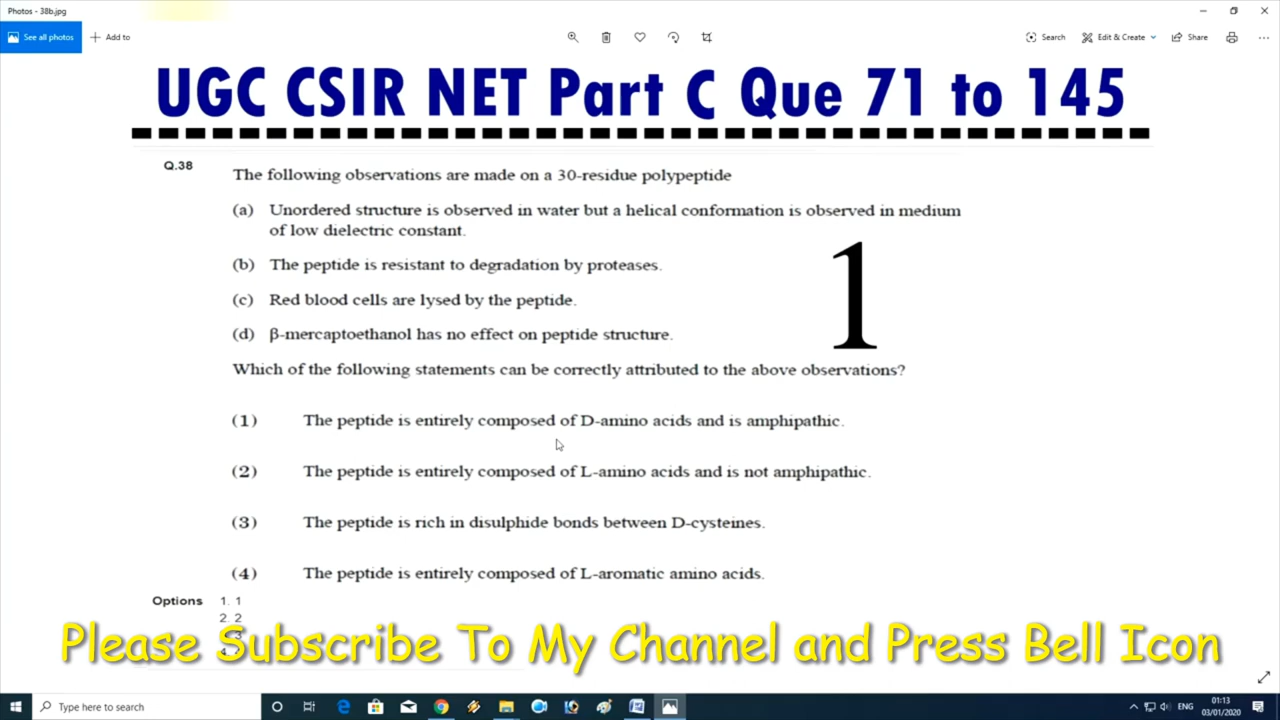 Photos - 38b.jpg
See all photos
Add to
Search
Edit & Create
Share
UGC CSIR NET Part C Que 71 to 145
Q.38
The following observations are made on a 30-residue polypeptide
(a) Unordered structure is observed in water but a helical conformation is observed in medium
of low dielectric constant.
(b) The peptide is resistant to degradation by proteases.
(c) Red blood cells are lysed by the peptide.
(d) β-mercaptoethanol has no effect on peptide structure.
1
Which of the following statements can be correctly attributed to the above observations?
(1) The peptide is entirely composed of D-amino acids and is amphipathic.
(2) The peptide is entirely composed of L-amino acids and is not amphipathic.
(3) The peptide is rich in disulphide bonds between D-cysteines.
(4) The peptide is entirely composed of L-aromatic amino acids.
Options 1. 1
2. 2
3
Please Subscribe To My Channel and Press Bell Icon
Type here to search
ENG
01:13
03/01/2020